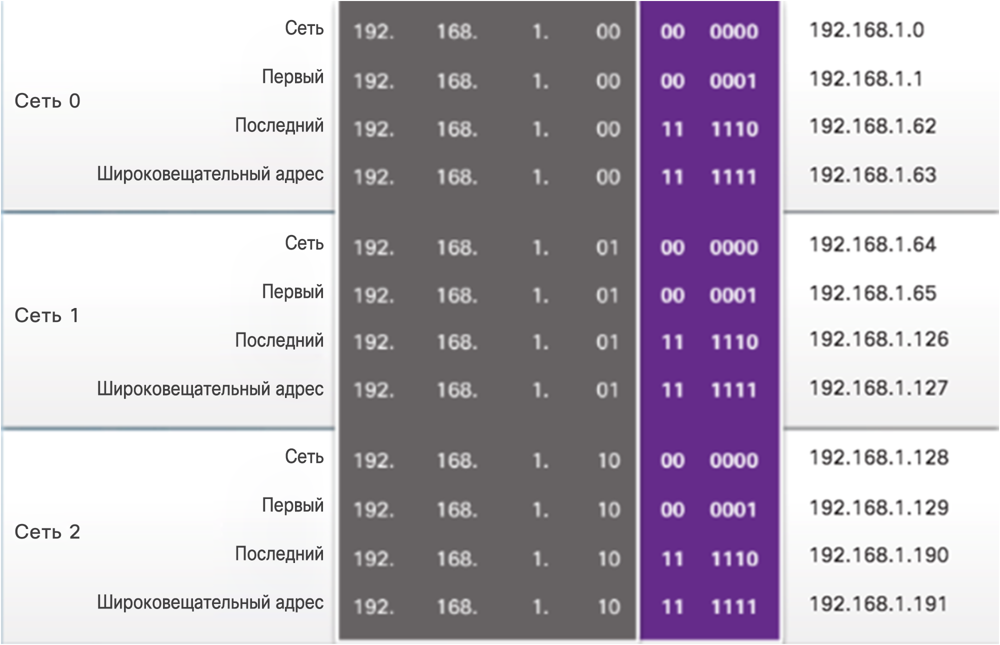 Сеть 192. 168. 1. 00 00 0000 192.168.1.0
Первый 192. 168. 1. 00 00 0001 192.168.1.1
Сеть 0
Последний 192. 168. 1. 00 11 1110 192.168.1.62
Широковещательный адрес 192. 168. 1. 00 11 1111 192.168.1.63
Сеть 192. 168. 1. 01 00 0000 192.168.1.64
Первый 192. 168. 1. 01 00 0001 192.168.1.65
Сеть 1
Последний 192. 168. 1. 01 11 1110 192.168.1.126
Широковещательный адрес 192. 168. 1. 01 11 1111 192.168.1.127
Сеть 192. 168. 1. 10 00 0000 192.168.1.128
Первый 192. 168. 1. 10 00 0001 192.168.1.129
Сеть 2
Последний 192. 168. 1. 10 11 1110 192.168.1.190
Широковещательный адрес 192. 168. 1. 10 11 1111 192.168.1.191